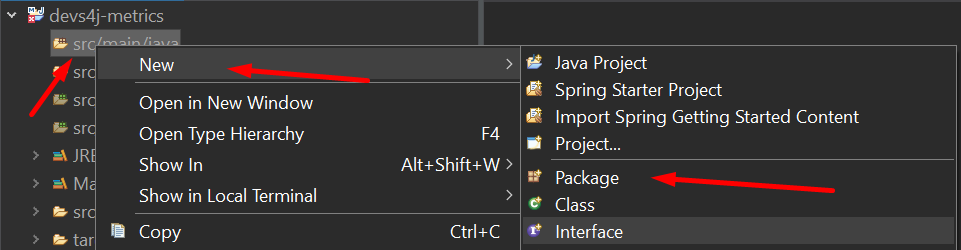 devs4j-metrics
src/main/java
src
src
src
JRE
Ma
src
tar
New
Open in New Window
Open Type Hierarchy F4
Show In Alt+Shift+W
Show in Local Terminal
Copy Ctrl+C
Java Project
Spring Starter Project
Import Spring Getting Started Content
Project...
Package
Class
Interface